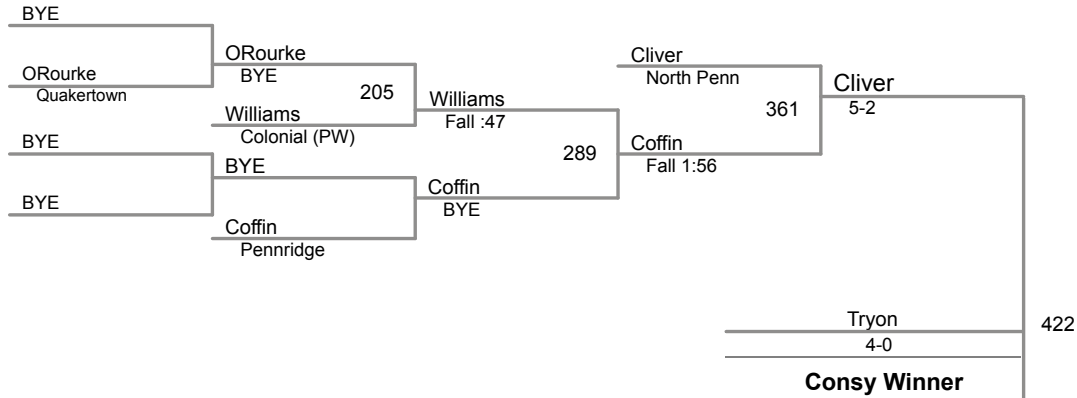 BYE
ORourke
Quakertown
BYE
BYE
ORourke
BYE
205
Williams
Colonial (PW)
BYE
Coffin
Pennridge
Williams
Fall :47
289
Coffin
BYE
Cliver
North Penn
361
Coffin
Fall 1:56
Cliver
5-2
Tryon
4-0
422
Consy Winner